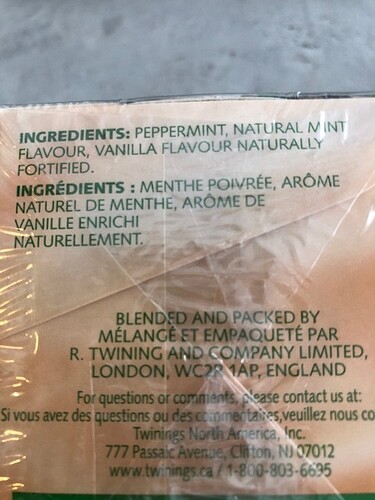 INGREDIENTS: PEPPERMINT, NATURAL MINT
FLAVOUR, VANILLA FLAVOUR NATURALLY
FORTIFIED.
INGRÉDIENTS : MENTHE POIVRÉE, ARÔME
NATUREL DE MENTHE, ARÔME DE
VANILLE ENRICHI
NATURELLEMENT.
BLENDED AND PACKED BY
MÉLANGÉ ET EMPAQUETÉ PAR
R. TWINING AND COMPANY LIMITED,
LONDON, WC2R 1AP, ENGLAND
For questions or comments, please contact us at:
Si vous avez des questions ou des commentaires, veuillez nous co
Twinings North America, Inc.
777 Passaic Avenue, Clifton, NJ 07012
www.twinings.ca / 1-800-803-6695